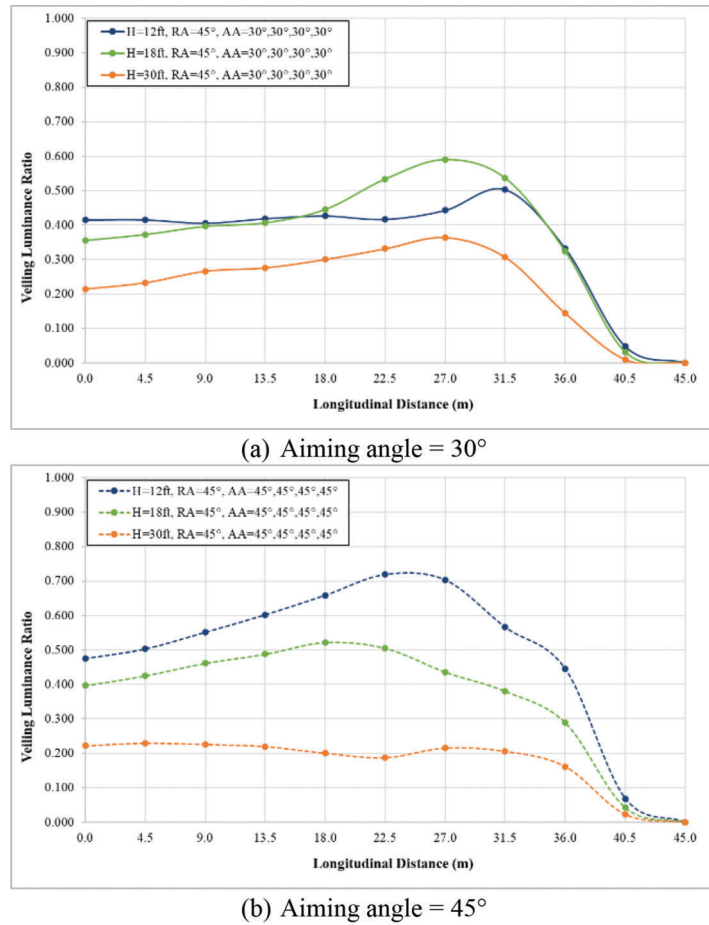 1.000
0.900
0.800
0.700
0.600
0.500
0.400
0.300
0.200
0.100
0.000
Veiling Luminance Ratio
H=12ft, RA=45°, AA=30°,30°,30°,30°
H=18ft, RA=45°, AA=30°,30°,30°,30°
H=30ft, RA=45°, AA=30°,30°,30°,30°
0.0 4.5 9.0 13.5 18.0 22.5 27.0 31.5 36.0 40.5 45.0
Longitudinal Distance (m)
(a) Aiming angle = 30°
1.000
0.900
0.800
0.700
0.600
0.500
0.400
0.300
0.200
0.100
0.000
Veiling Luminance Ratio
H=12ft, RA=45°, AA=45°,45°,45°,45°
H=18ft, RA=45°, AA=45°,45°,45°,45°
H=30ft, RA=45°, AA=45°,45°,45°,45°
0.0 4.5 9.0 13.5 18.0 22.5 27.0 31.5 36.0 40.5 45.0
Longitudinal Distance (m)
(b) Aiming angle = 45°